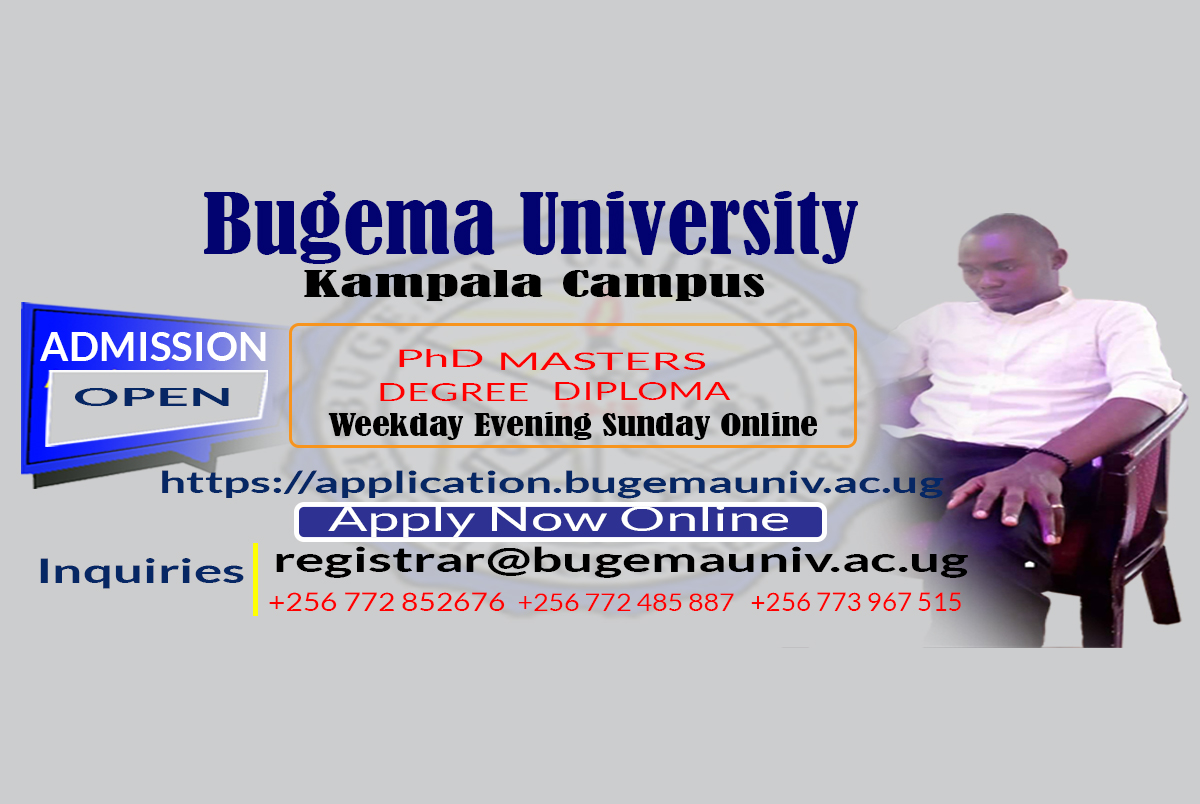 Bugema University
Kampala Campus
ADMISSION
OPEN
PhD MASTERS
DEGREE DIPLOMA
Weekday Evening Sunday Online
https://application.bugemauniv.ac.ug
Apply Now Online
Inquiries
registrar@bugemauniv.ac.ug
+256 772 852676 +256 772 485 887 +256 773 967 515
BUGEMA UNIVERSITY